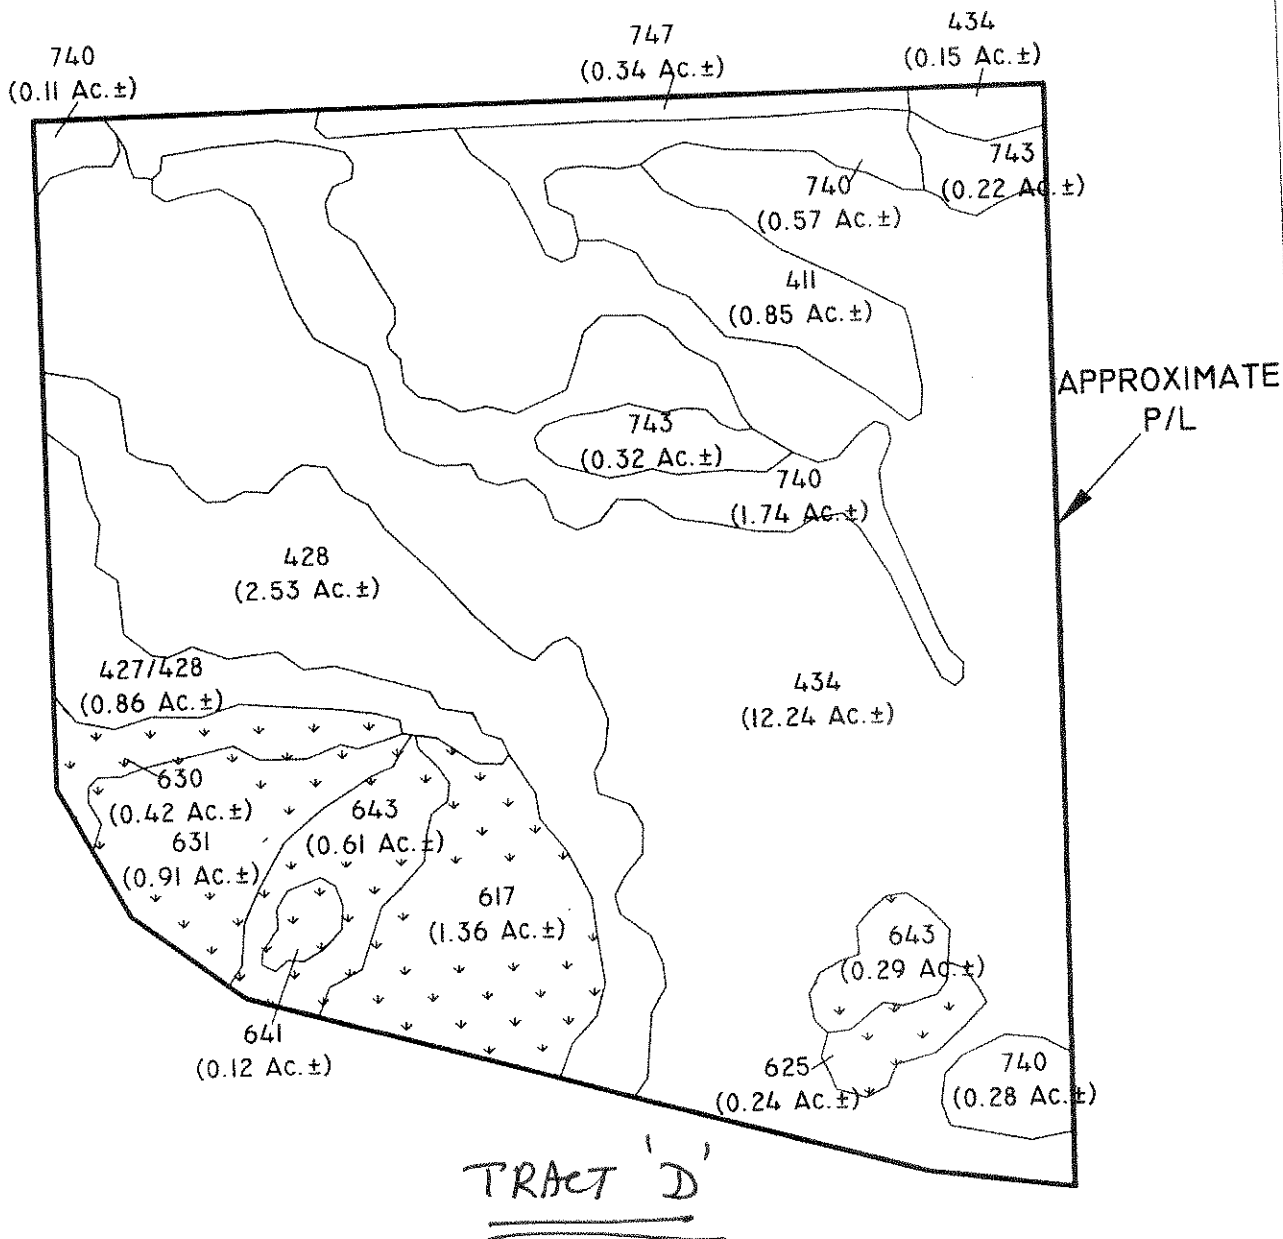 740
(0.11 Ac.±)
747
(0.34 Ac.±)
434
(0.15 Ac.±)
743
(0.22 Ac.±)
740
(0.57 Ac.±)
411
(0.85 Ac.±)
APPROXIMATE
P/L
743
(0.32 Ac.±)
740
(1.74 Ac.±)
428
(2.53 Ac.±)
427/428
(0.86 Ac.±)
434
(12.24 Ac.±)
630
(0.42 Ac.±)
643
(0.61 Ac.±)
631
(0.91 Ac.±)
617
(1.36 Ac.±)
643
(0.29 Ac.±)
641
(0.12 Ac.±)
625
(0.24 Ac.±)
740
(0.28 Ac.±)
TRACT 'D'